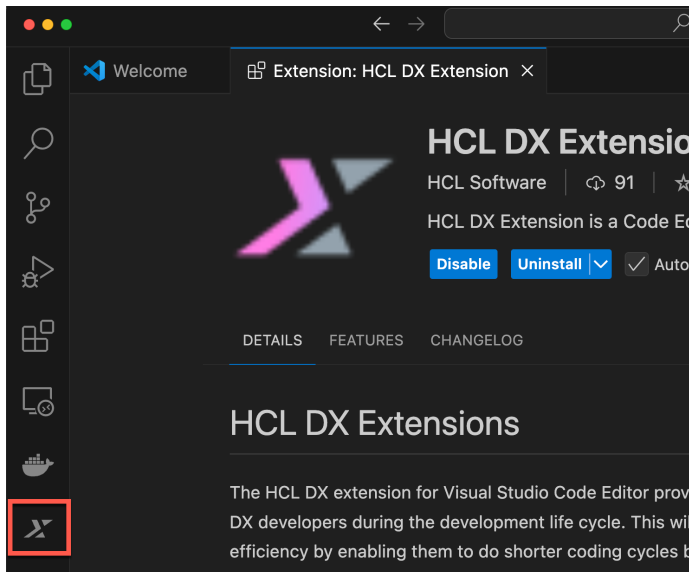 Welcome
Extension: HCL DX Extension
HCL DX Extensio
HCL Software 91
HCL DX Extension is a Code Ed
Disable Uninstall Auto
DETAILS FEATURES CHANGELOG
HCL DX Extensions
The HCL DX extension for Visual Studio Code Editor prov
DX developers during the development life cycle. This wil
efficiency by enabling them to do shorter coding cycles b